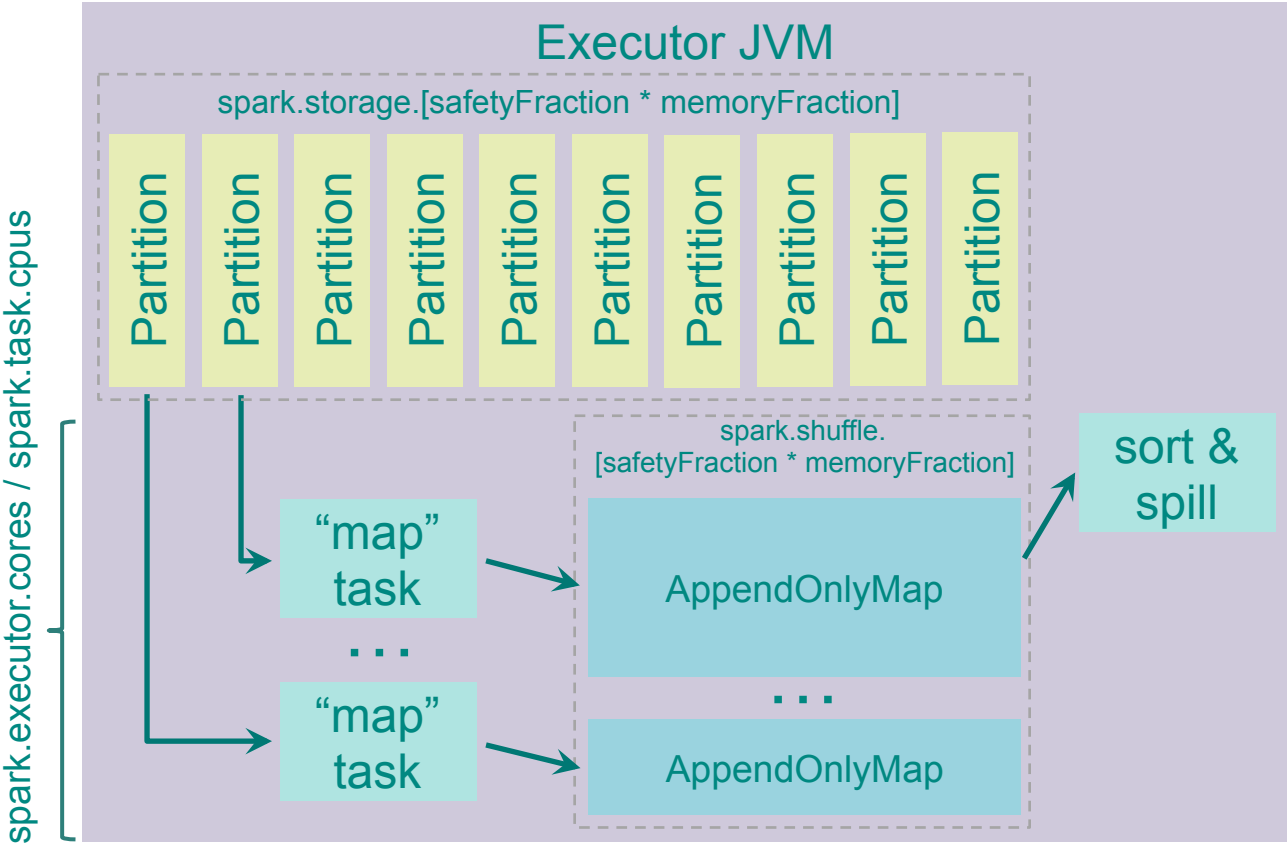 Executor JVM
spark.storage.[safetyFraction * memoryFraction]
Partition
Partition
Partition
Partition
Partition
Partition
Partition
Partition
Partition
Partition
spark.executor.cores / spark.task.cpus
spark.shuffle.
[safetyFraction * memoryFraction]
“map”
task
AppendOnlyMap
sort &
spill
...
...
“map”
task
AppendOnlyMap